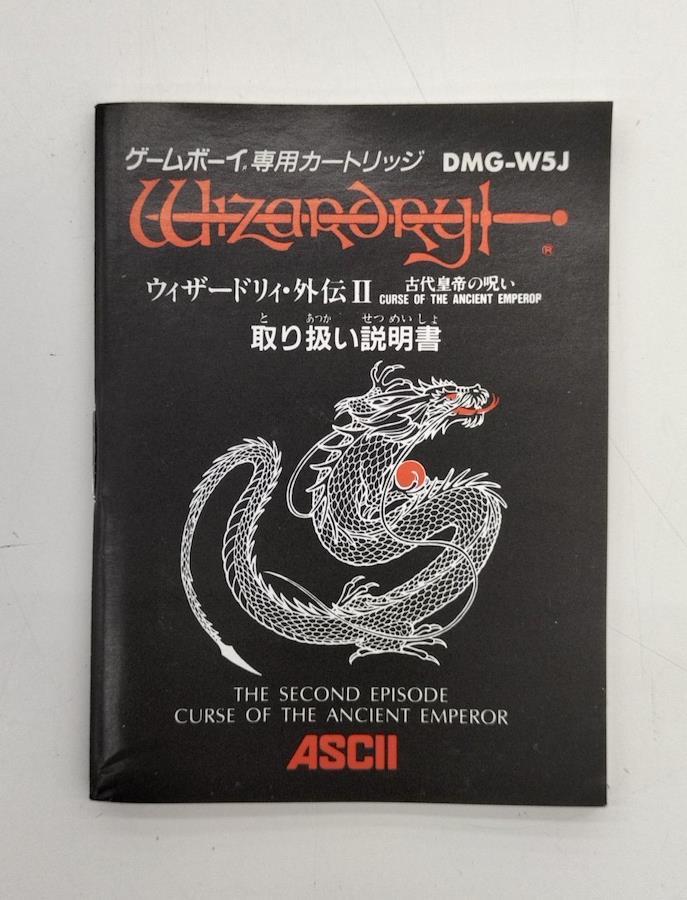 ゲームボーイ専用カートリッジ DMG-W5J
Wizardry
®
ウィザードリィ・外伝II 古代皇帝の呪い
CURSE OF THE ANCIENT EMPEROR
と あつか せつめいしょ
取り扱い説明書
THE SECOND EPISODE
CURSE OF THE ANCIENT EMPEROR
ASCII